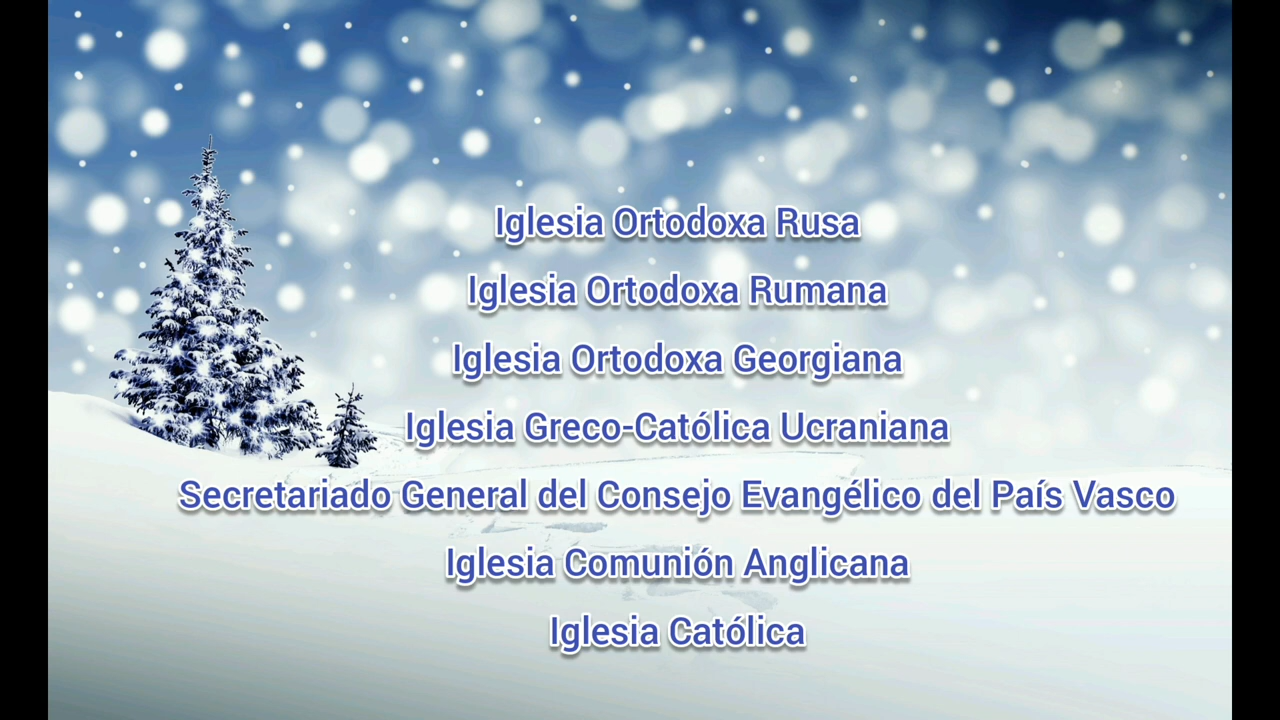 Iglesia Ortodoxa Rusa
Iglesia Ortodoxa Rumana
Iglesia Ortodoxa Georgiana
Iglesia Greco-Católica Ucraniana
Secretariado General del Consejo Evangélico del País Vasco
Iglesia Comunión Anglicana
Iglesia Católica